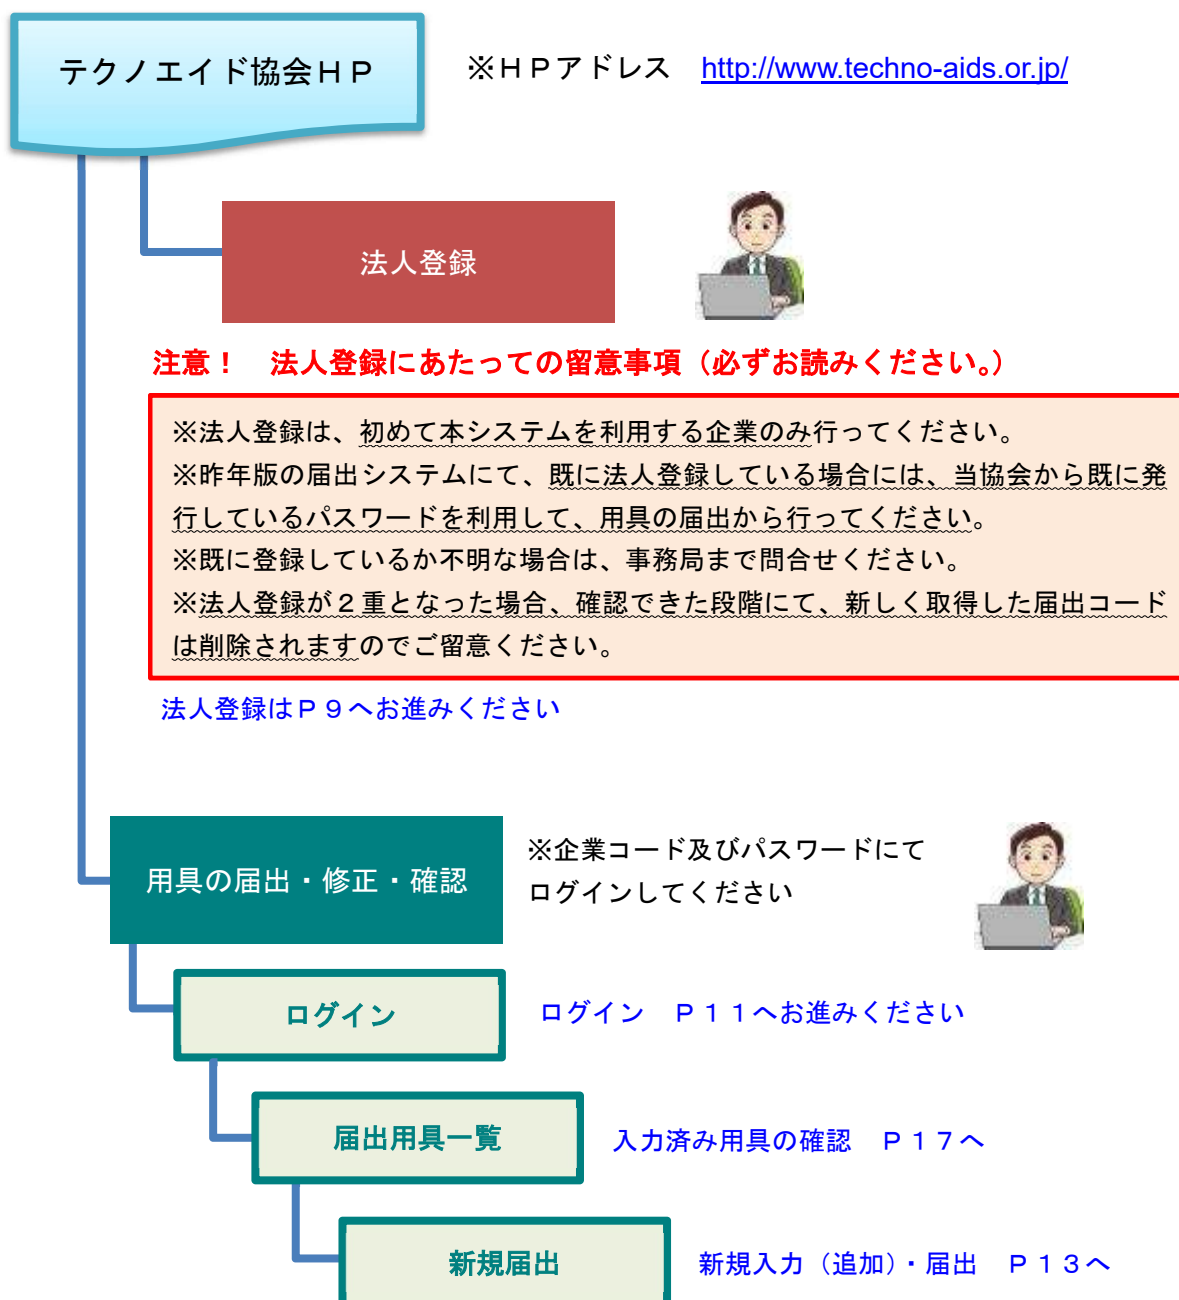 テクノエイド協会ＨＰ
※ＨＰアドレス　http://www.techno-aids.or.jp/
法人登録
注意！　法人登録にあたっての留意事項（必ずお読みください。）
※法人登録は、初めて本システムを利用する企業のみ行ってください。
※昨年版の届出システムにて、既に法人登録している場合には、当協会から既に発
行しているパスワードを利用して、用具の届出から行ってください。
※既に登録しているか不明な場合は、事務局まで問合せください。
※法人登録が２重となった場合、確認できた段階にて、新しく取得した届出コード
は削除されますのでご留意ください。
法人登録はＰ９へお進みください
用具の届出・修正・確認
※企業コード及びパスワードにて
ログインしてください
ログイン
ログイン　Ｐ１１へお進みください
届出用具一覧
入力済み用具の確認　Ｐ１７へ
新規届出
新規入力（追加）・届出　Ｐ１３へ